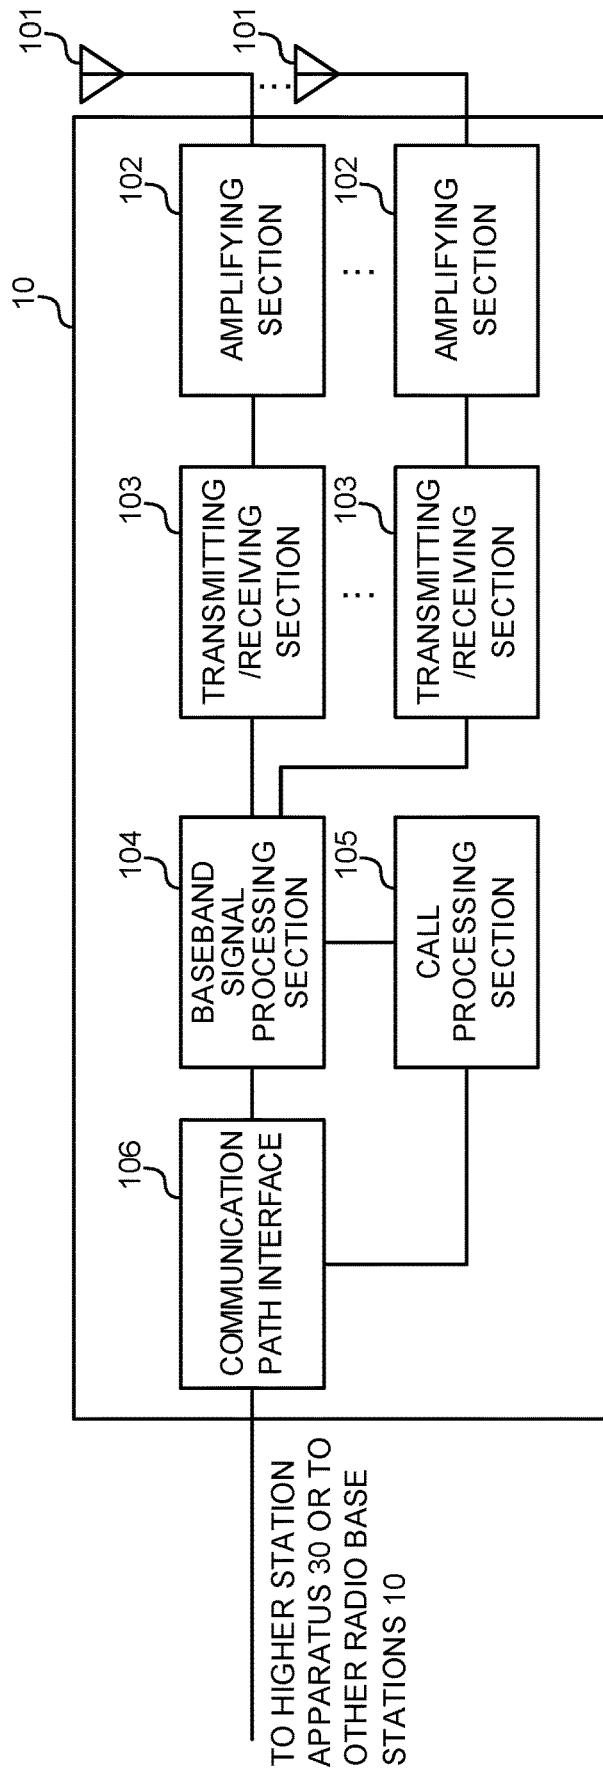 10
101
101
106
COMMUNICATION
PATH INTERFACE
104
BASEBAND
SIGNAL
PROCESSING
SECTION
103
TRANSMITTING
/RECEIVING
SECTION
102
AMPLIFYING
SECTION
...
...
...
105
CALL
PROCESSING
SECTION
103
TRANSMITTING
/RECEIVING
SECTION
102
AMPLIFYING
SECTION
TO HIGHER STATION
APPARATUS 30 OR TO
OTHER RADIO BASE
STATIONS 10